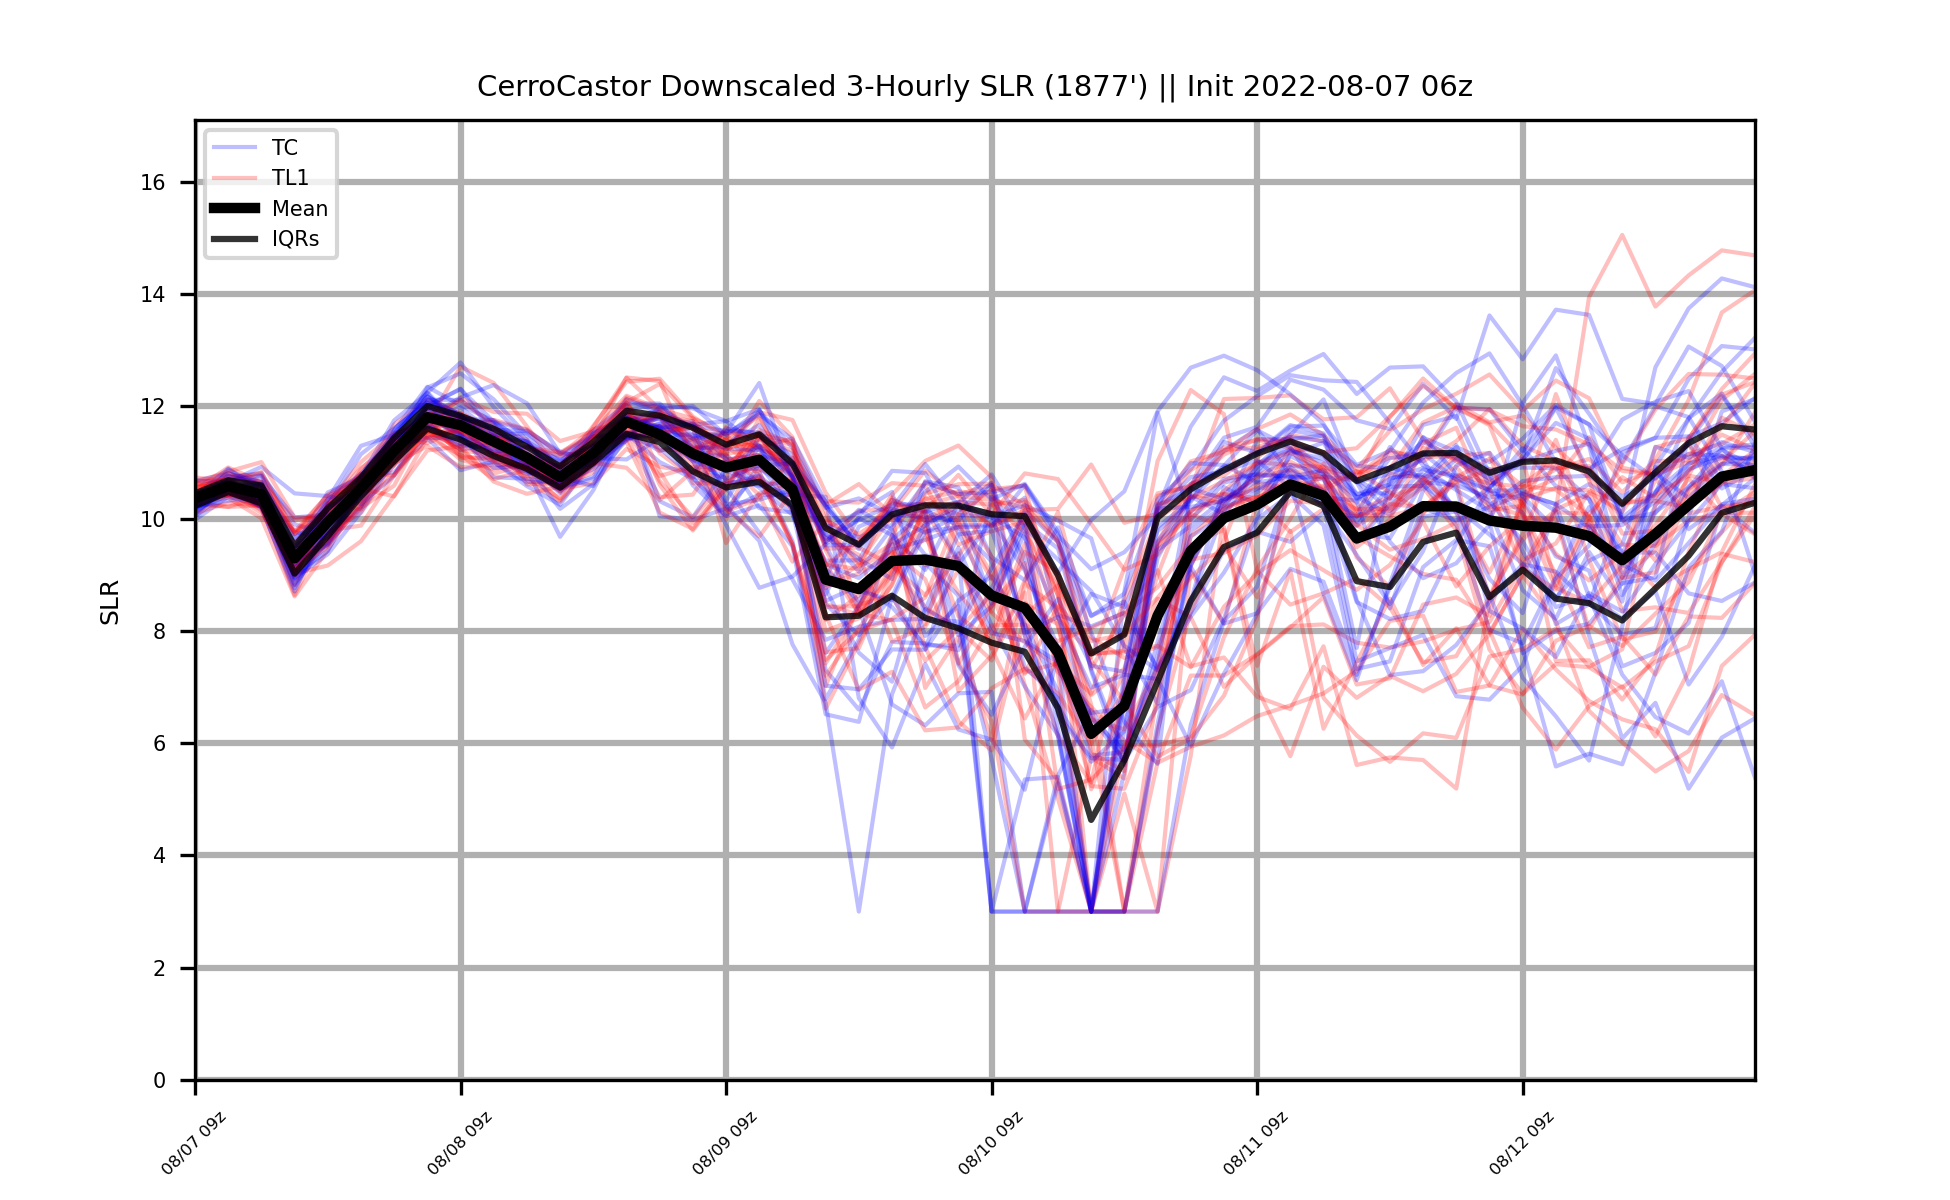 CerroCastor Downscaled 3-Hourly SLR (1877') || Init 2022-08-07 06z
TC
TL1
Mean
IQRs
16
14
12
10
8
6
4
2
0
SLR
08/07 09z
08/08 09z
08/09 09z
08/10 09z
08/11 09z
08/12 09z